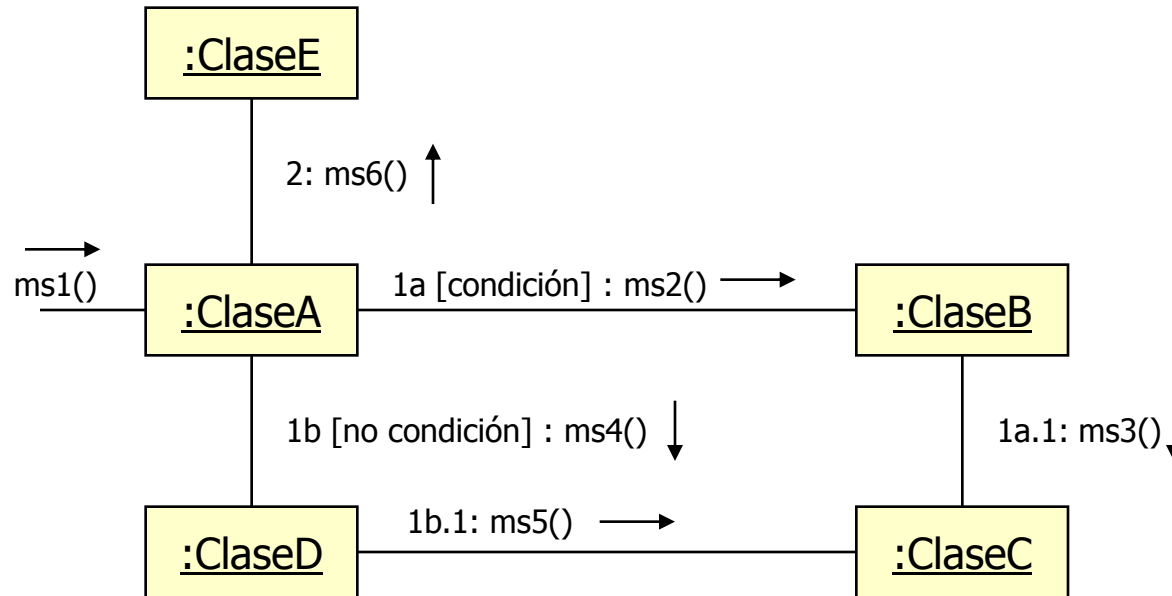 :ClaseE
2: ms6()
ms1()
:ClaseA
1a [condición] : ms2()
:ClaseB
1b [no condición] : ms4()
1a.1: ms3()
:ClaseD
1b.1: ms5()
:ClaseC